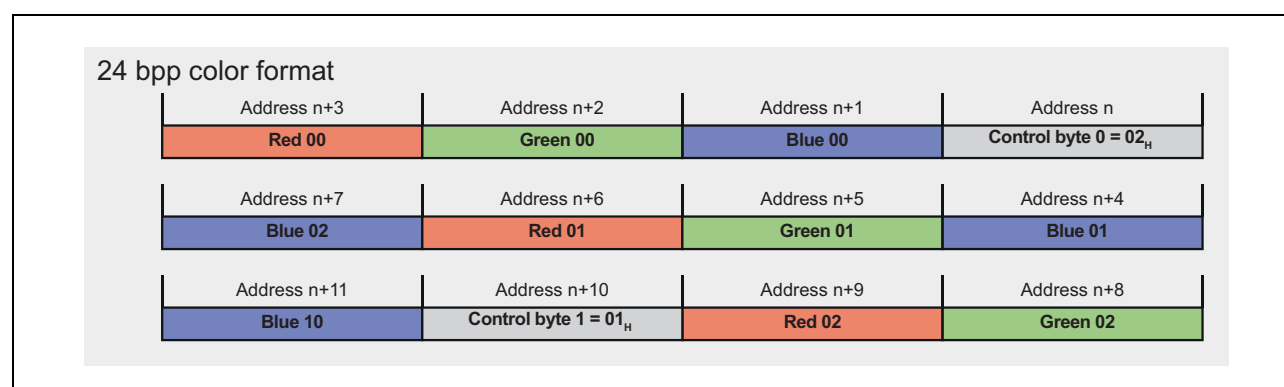 24 bpp color format
Address n+3 Address n+2 Address n+1 Address n
Red 00 Green 00 Blue 00 Control byte 0 = 02H
Address n+7 Address n+6 Address n+5 Address n+4
Blue 02 Red 01 Green 01 Blue 01
Address n+11 Address n+10 Address n+9 Address n+8
Blue 10 Control byte 1 = 01H Red 02 Green 02